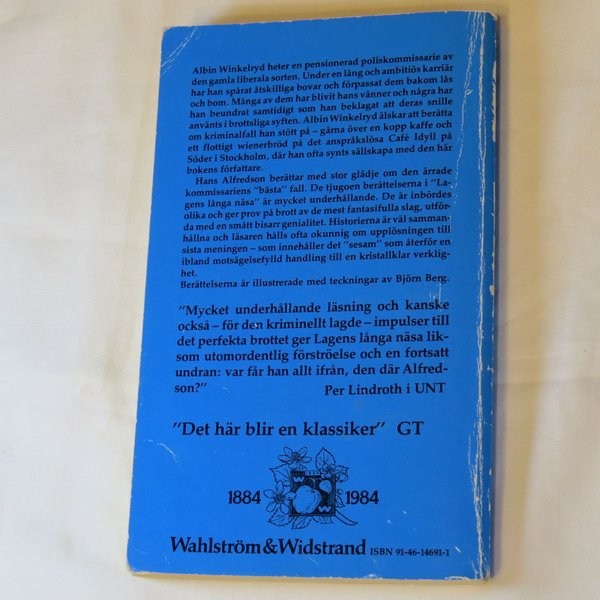 Albin Winkelryd heter en pensionerad poliskommissarie av
den gamla liberala sorten. Under en lång och ambitiös karriär
har han spårat åtskilliga bovar och förpassat dem bakom lås
och bom. Många av dem har blivit hans vänner och några har
han beundrat samtidigt som han beklagat att deras snille
använts i brottsliga syften. Albin Winkelryd älskar att berätta
om kriminalfall han stött på – gärna över en kopp kaffe och
ett flottigt wienerbröd på det anspråkslösa Café Idyll på
Söder i Stockholm, där han ofta synts sällskapa med den här
bokens författare.
Hans Alfredson berättar med stor glädje om den ärrade
kommissariens "bästa" fall. De tjugoen berättelserna i "La-
gens långa näsa" är mycket underhållande. De är inbördes
olika och ger prov på brott av de mest fantasifulla slag, utför-
da med en smått bisarr genialitet. Historierna är väl samman-
hållna och läsaren hålls ofta okunnig om upplösningen till
sista meningen – som innehåller det "sesam" som återför en
ibland motsägelsefylld handling till en kristallklar verklig-
het.
Berättelserna är illustrerade med teckningar av Björn Berg.
"Mycket underhållande läsning och kanske
också – för den kriminellt lagde – impulser till
det perfekta brottet ger Lagens långa näsa lik-
som utomordentlig förströelse och en fortsatt
undran: var får han allt ifrån, den där Alfred-
son?" Per Lindroth i UNT
"Det här blir en klassiker" GT
1884 1984
Wahlström & Widstrand ISBN 91-46-14691-1